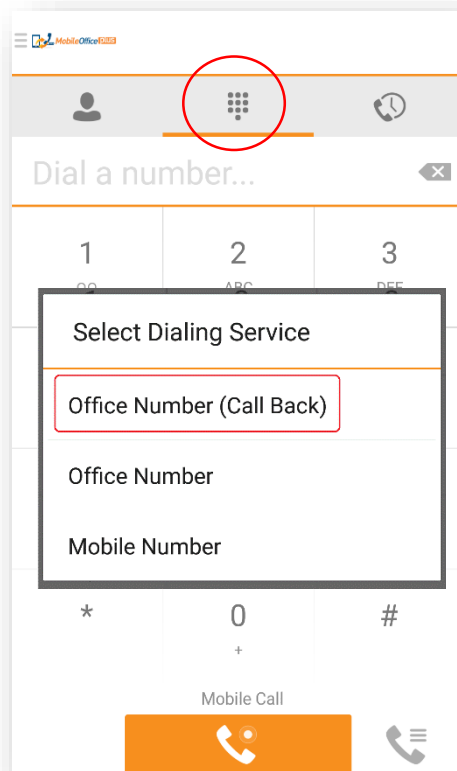 MobileOffice PLUS
Dial a number...
1 2 3
ABC DEF
Select Dialing Service
Office Number (Call Back)
Office Number
Mobile Number
* 0 #
+
Mobile Call